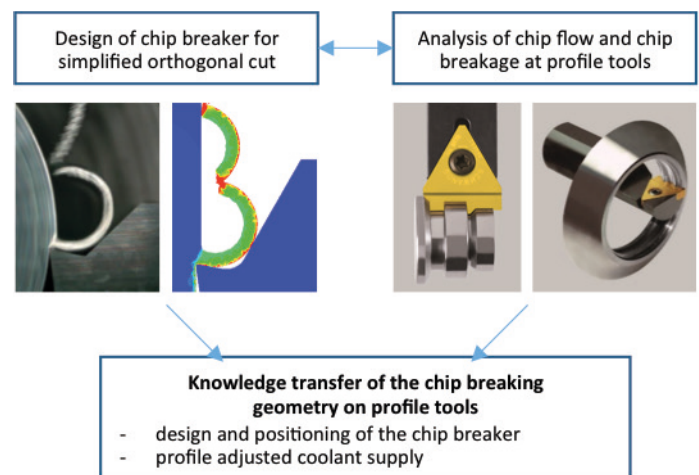 Design of chip breaker for
simplified orthogonal cut
Analysis of chip flow and chip
breakage at profile tools
Knowledge transfer of the chip breaking
geometry on profile tools
- design and positioning of the chip breaker
- profile adjusted coolant supply